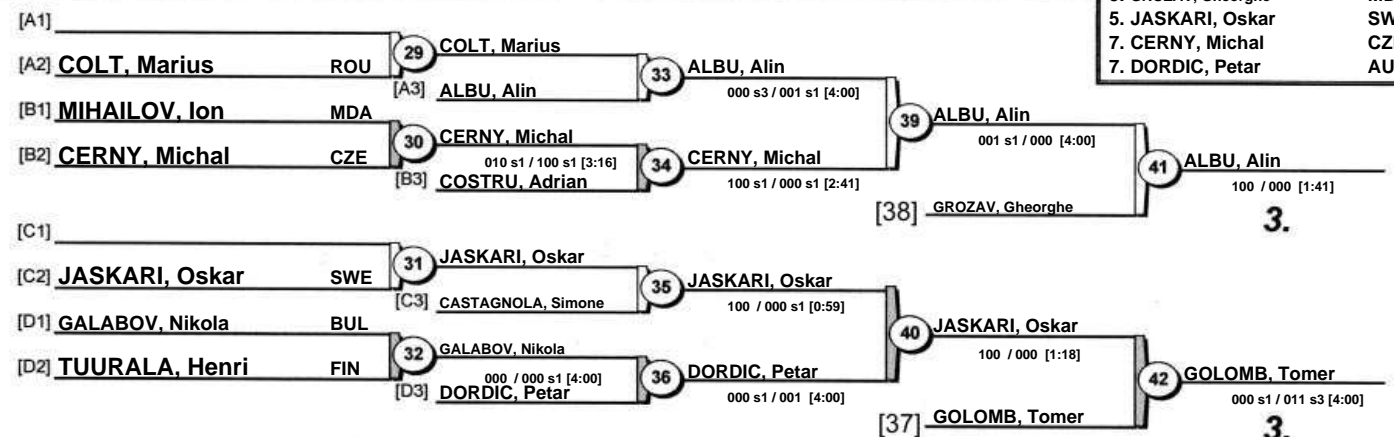 5. JASKARI, Oskar SW
7. CERNY, Michal CZ
7. DORDIC, Petar AU
[A1]
29 COLT, Marius
[A2] COLT, Marius ROU
33 ALBU, Alin
[A3] ALBU, Alin
000 s3 / 001 s1 [4:00]
[B1] MIHAILOV, Ion MDA
39 ALBU, Alin
30 CERNY, Michal
001 s1 / 000 [4:00]
[B2] CERNY, Michal CZE
010 s1 / 100 s1 [3:16]
34 CERNY, Michal
41 ALBU, Alin
[B3] COSTRU, Adrian
100 s1 / 000 s1 [2:41]
100 / 000 [1:41]
[38] GROZAV, Gheorghe
3.
[C1]
31 JASKARI, Oskar
[C2] JASKARI, Oskar SWE
35 JASKARI, Oskar
[C3] CASTAGNOLA, Simone
100 / 000 s1 [0:59]
[D1] GALABOV, Nikola BUL
40 JASKARI, Oskar
32 GALABOV, Nikola
100 / 000 [1:18]
[D2] TUURALA, Henri FIN
000 / 000 s1 [4:00]
36 DORDIC, Petar
42 GOLOMB, Tomer
[D3] DORDIC, Petar
000 s1 / 001 [4:00]
000 s1 / 011 s3 [4:00]
[37] GOLOMB, Tomer
3.